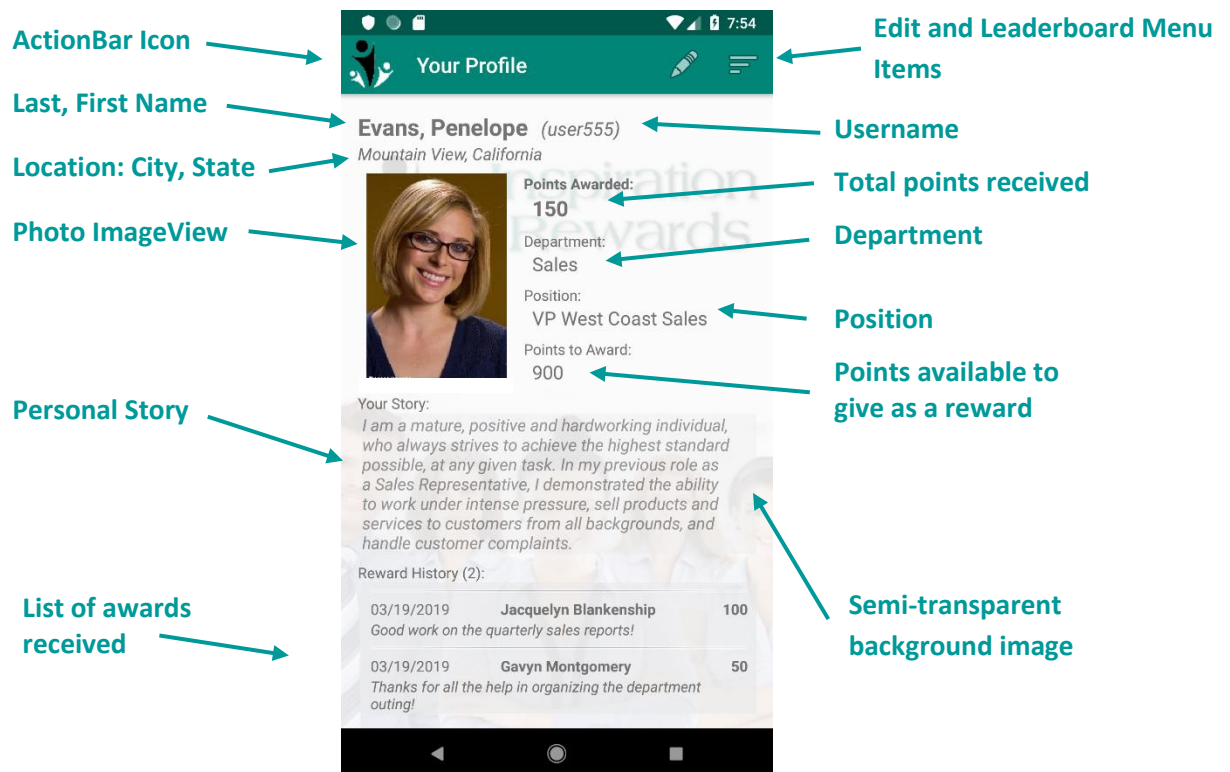 7:54
ActionBar Icon
Edit and Leaderboard Menu
Items
Your Profile
Last, First Name
Evans, Penelope (user555)
Username
Location: City, State
Mountain View, California
Inspiration
Rewards
Points Awarded:
150
Total points received
Photo ImageView
Department:
Sales
Department
Position:
VP West Coast Sales
Position
Points to Award:
900
Points available to
give as a reward
Personal Story
Your Story:
I am a mature, positive and hardworking individual,
who always strives to achieve the highest standard
possible, at any given task. In my previous role as
a Sales Representative, I demonstrated the ability
to work under intense pressure, sell products and
services to customers from all backgrounds, and
handle customer complaints.
Reward History (2):
List of awards
received
03/19/2019 Jacquelyn Blankenship 100
Good work on the quarterly sales reports!
03/19/2019 Gavyn Montgomery 50
Thanks for all the help in organizing the department
outing!
Semi-transparent
background image